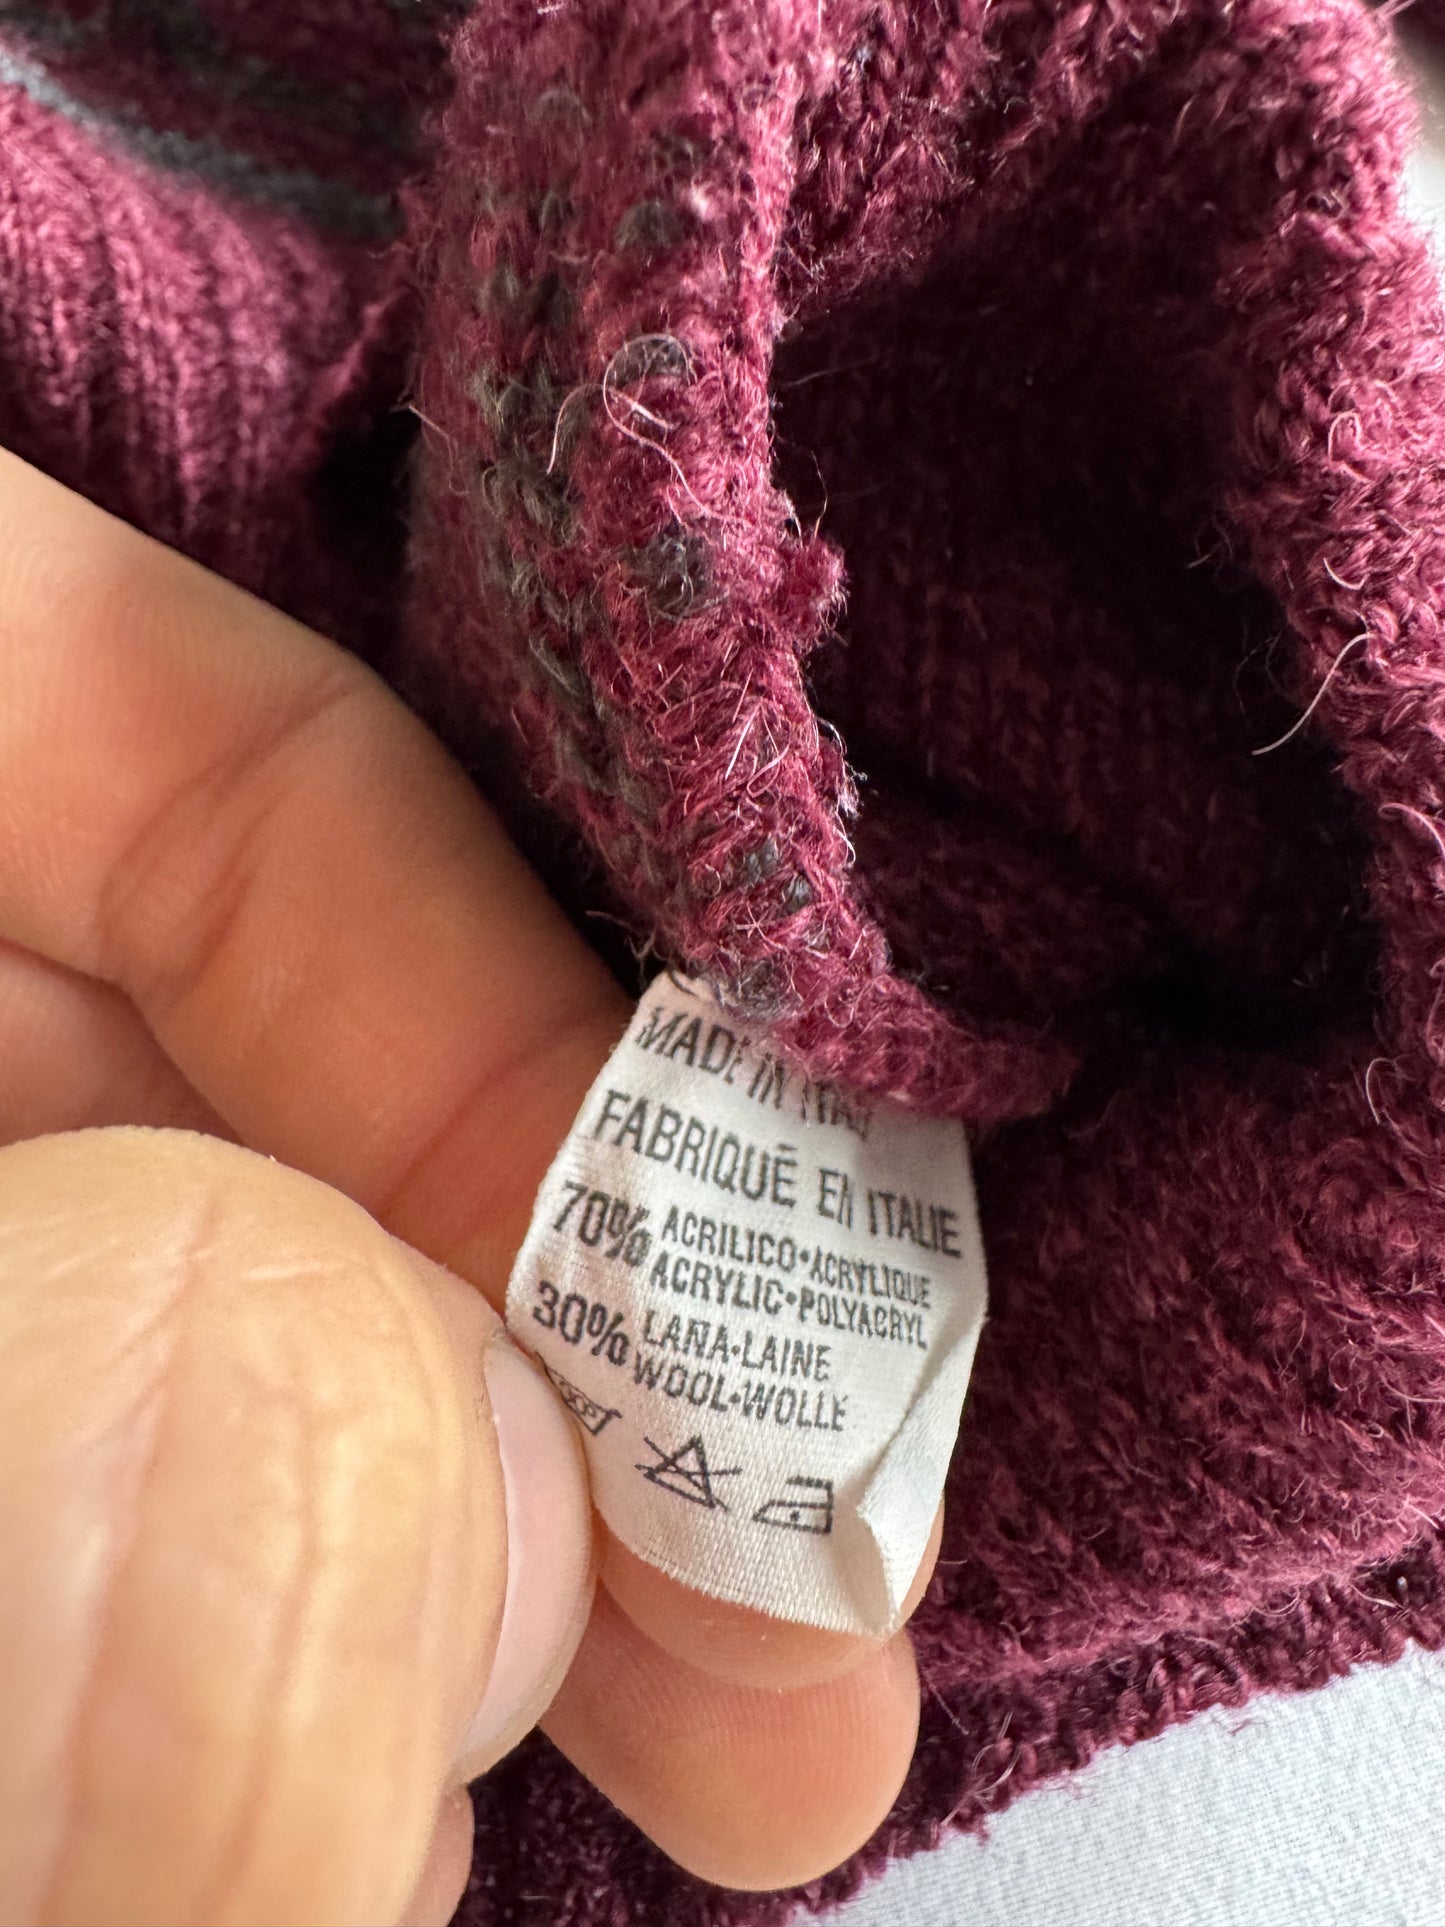 MADE IN ITALY
FABRIQUÉ EN ITALIE
70% ACRILICO•ACRYLIQUE
ACRYLIC•POLYACRYL
30% LANA•LAINE
WOOL•WOLLE